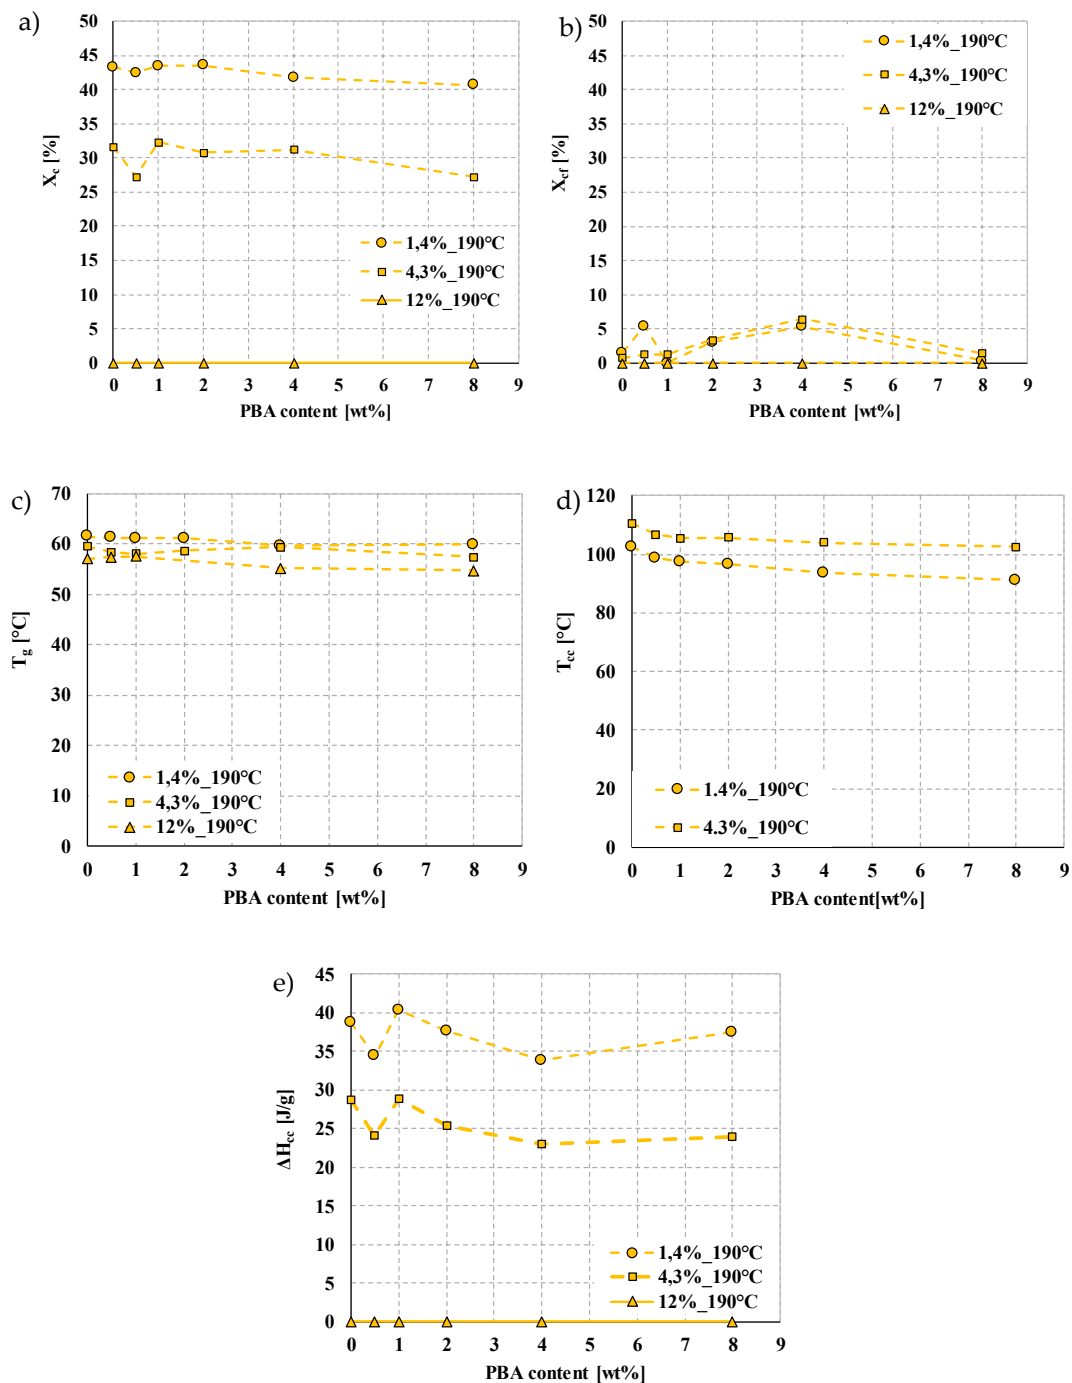 a)
50
45
40
35
30
25
20
15
10
5
0
X_c [%]
1,4%_190°C
4,3%_190°C
12%_190°C
0 1 2 3 4 5 6 7 8 9
PBA content [wt%]
b)
50
45
40
35
30
25
20
15
10
5
0
X_cf [%]
1,4%_190°C
4,3%_190°C
12%_190°C
0 1 2 3 4 5 6 7 8 9
PBA content [wt%]
c)
70
60
50
40
30
20
10
0
T_g [°C]
1,4%_190°C
4,3%_190°C
12%_190°C
0 1 2 3 4 5 6 7 8 9
PBA content [wt%]
d)
120
100
80
60
40
20
0
T_cc [°C]
1.4%_190°C
4.3%_190°C
0 1 2 3 4 5 6 7 8 9
PBA content[wt%]
e)
45
40
35
30
25
20
15
10
5
0
ΔH_cc [J/g]
1,4%_190°C
4,3%_190°C
12%_190°C
0 1 2 3 4 5 6 7 8 9
PBA content [wt%]